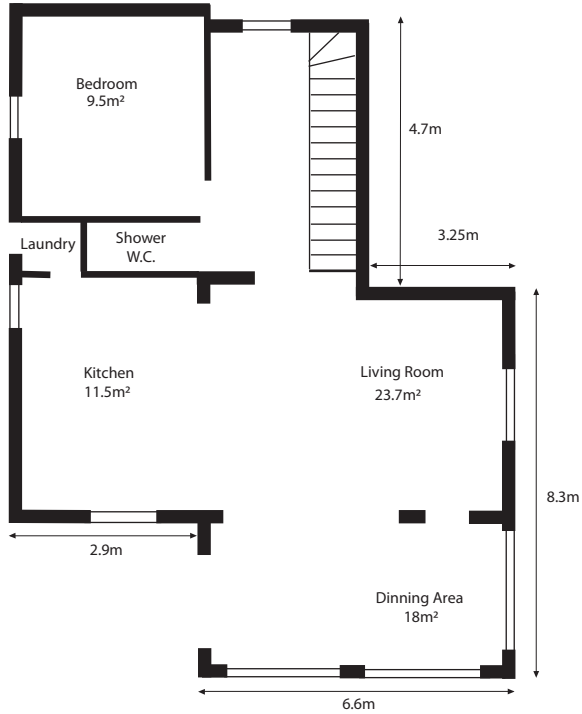 Bedroom
9.5m²
4.7m
Laundry
Shower
W.C.
3.25m
Kitchen
11.5m²
Living Room
23.7m²
8.3m
2.9m
Dinning Area
18m²
6.6m